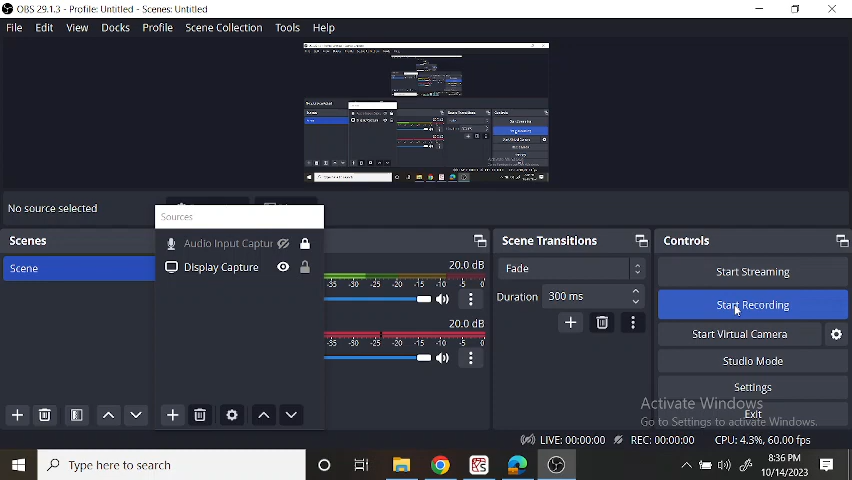 OBS 29.1.3 - Profile: Untitled - Scenes: Untitled
File Edit View Docks Profile Scene Collection Tools Help
No source selected
Scenes
Scene
Sources
Audio Input Captur
Display Capture
20.0 dB
-35 -30 -25 -20 -15 -10 -5 0
20.0 dB
-35 -30 -25 -20 -15 -10 -5 0
Scene Transitions
Fade
Duration 300 ms
Controls
Start Streaming
Start Recording
Start Virtual Camera
Studio Mode
Settings
Exit
Activate Windows
Go to Settings to activate Windows.
LIVE: 00:00:00 REC: 00:00:00 CPU: 4.3%, 60.00 fps
Type here to search
8:36 PM
10/14/2023